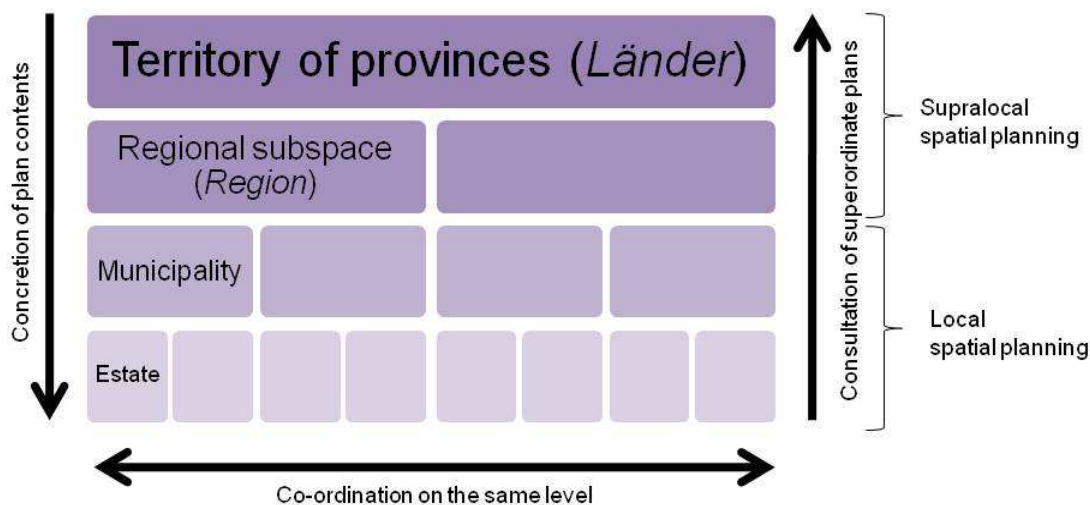 Territory of provinces (Länder)
Regional subspace
(Region)
Municipality
Estate
Concretion of plan contents
Consultation of superordinate plans
Supralocal
spatial planning
Local
spatial planning
Co-ordination on the same level